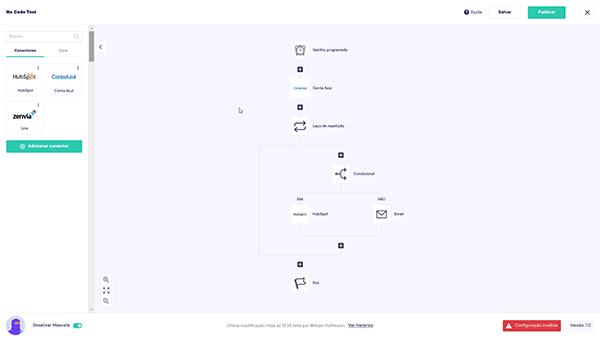 No Code Test
Ajuda
Salvar
Publicar
Busca...
Conectores
Core
HubSpot
HubSpot
ContaAzul
Conta Azul
zenvia
Adicionar conector
Gatilho programado
Conta Azul
Laço de repetição
Condicional
SIM
NÃO
HubSpot
HubSpot
Email
Fim
Desativar Mascote
Última modificação Hoje às 13:35 feita por William Hoffmann.
Ver histórico
Configuração inválida
Versão: 1.0